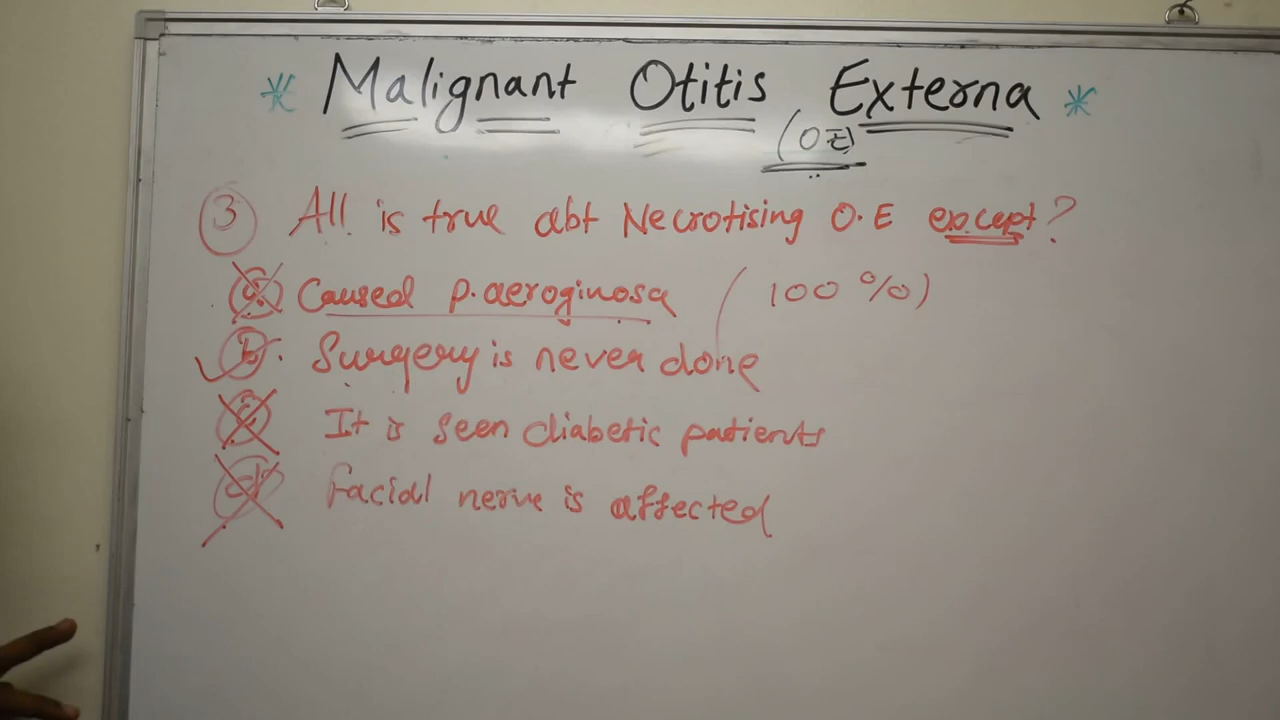 * Malignant Otitis Externa *
(OE)
3 All is true abt Necrotising O.E except?
a. Caused p.aeroginosa (100%)
b. Surgery is never done
c. It is seen diabetic patients
d. Facial nerve is affected